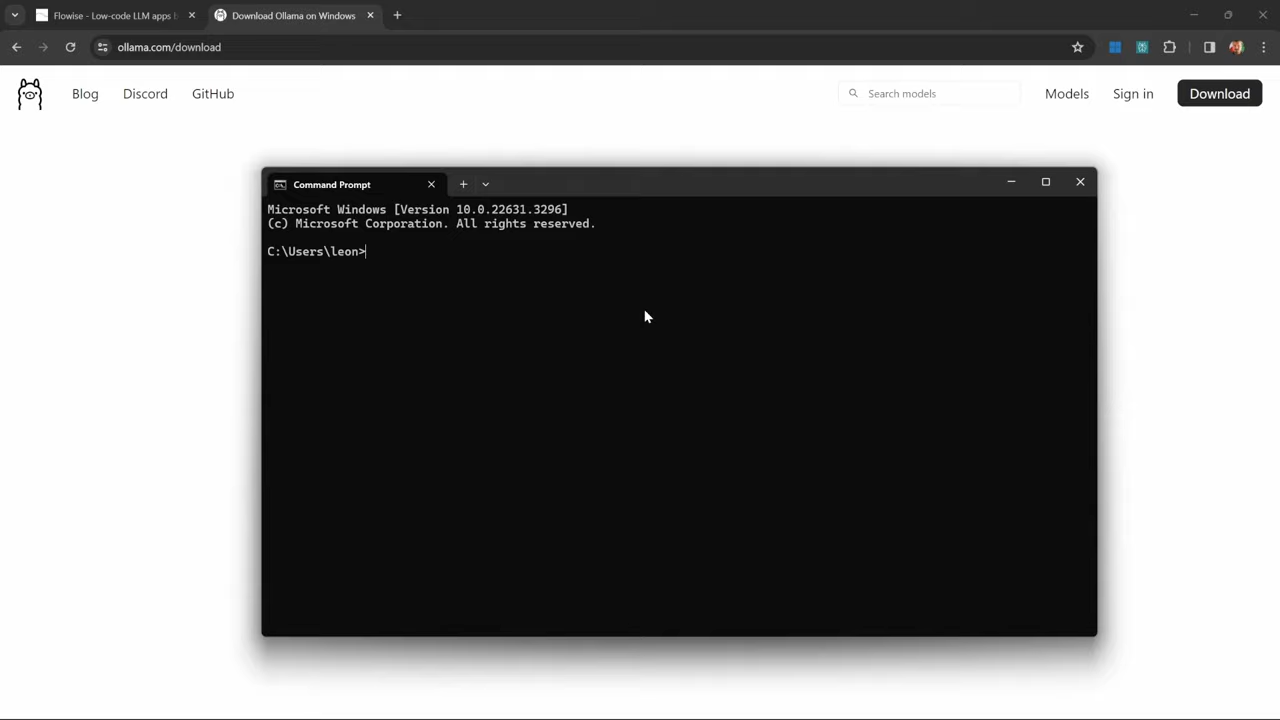 Flowise - Low-code LLM apps b
Download Ollama on Windows
ollama.com/download
Blog
Discord
GitHub
Search models
Models
Sign in
Download
Command Prompt
Microsoft Windows [Version 10.0.22631.3296]
(c) Microsoft Corporation. All rights reserved.
C:\Users\leon>